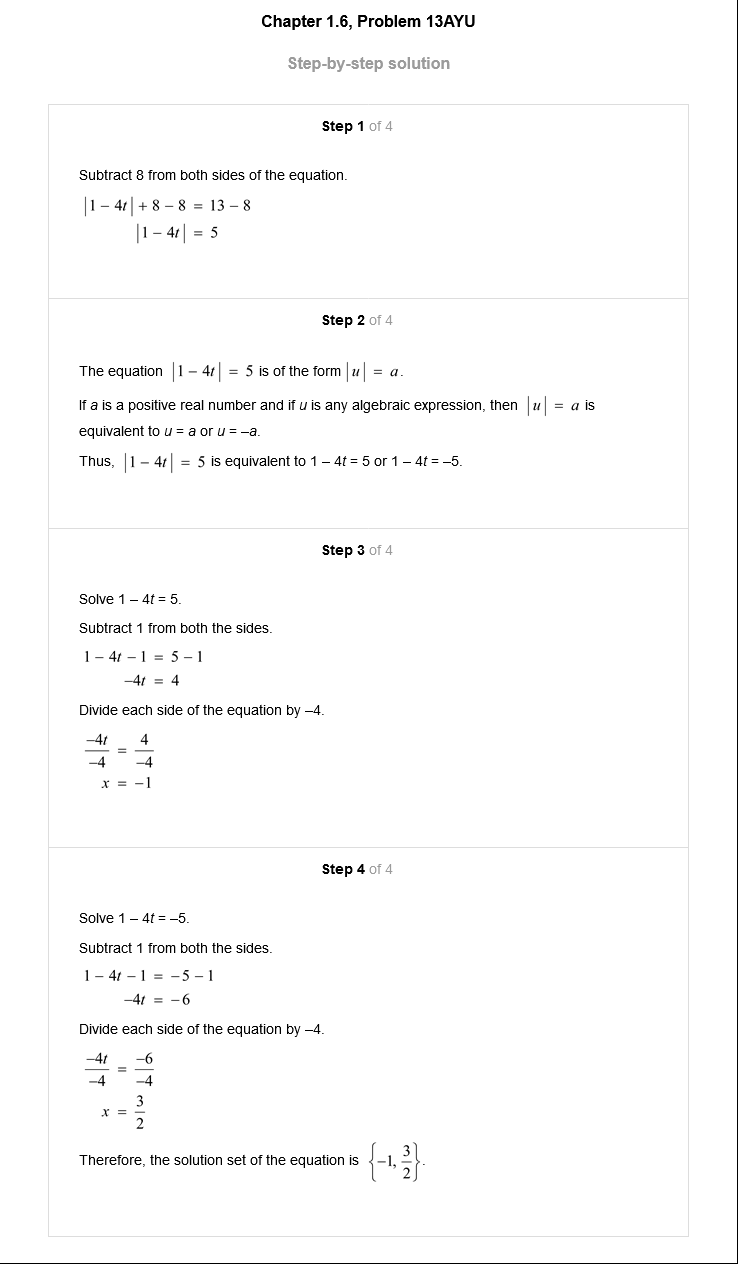 Chapter 1.6, Problem 13AYU
Step-by-step solution
Step 1 of 4
Subtract 8 from both sides of the equation.
|1 − 4t| + 8 − 8 = 13 − 8
|1 − 4t| = 5
Step 2 of 4
The equation |1 − 4t| = 5 is of the form |u| = a.
If a is a positive real number and if u is any algebraic expression, then |u| = a is
equivalent to u = a or u = –a.
Thus, |1 − 4t| = 5 is equivalent to 1 – 4t = 5 or 1 – 4t = –5.
Step 3 of 4
Solve 1 – 4t = 5.
Subtract 1 from both the sides.
1 − 4t − 1 = 5 − 1
−4t = 4
Divide each side of the equation by –4.
−4t/−4 = 4/−4
x = −1
Step 4 of 4
Solve 1 – 4t = –5.
Subtract 1 from both the sides.
1 − 4t − 1 = −5 − 1
−4t = −6
Divide each side of the equation by –4.
−4t/−4 = −6/−4
x = 3/2
Therefore, the solution set of the equation is {−1, 3/2}.